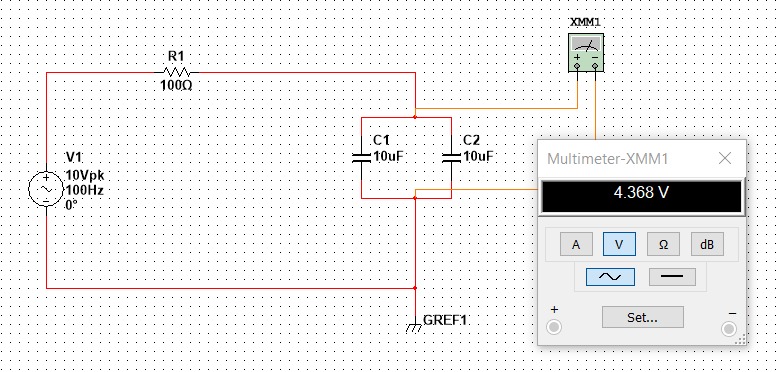 XMM1
R1
100Ω
+ −
C1
10uF
C2
10uF
V1
10Vpk
100Hz
0°
GREF1
Multimeter-XMM1
4.368 V
A V Ω dB
Set...
+ −